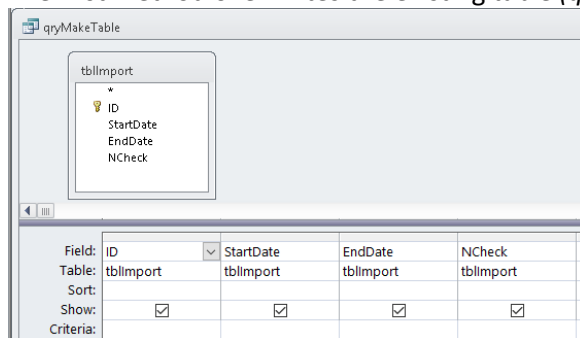 qryMakeTable
tblImport
*
ID
StartDate
EndDate
NCheck
Field: ID StartDate EndDate NCheck
Table: tblImport tblImport tblImport tblImport
Sort:
Show:
Criteria: